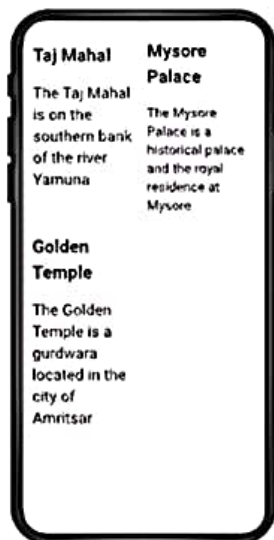 Taj Mahal
The Taj Mahal
is on the
southern bank
of the river
Yamuna
Mysore
Palace
The Mysore
Palace is a
historical palace
and the royal
residence at
Mysore
Golden
Temple
The Golden
Temple is a
gurdwara
located in the
city of
Amritsar